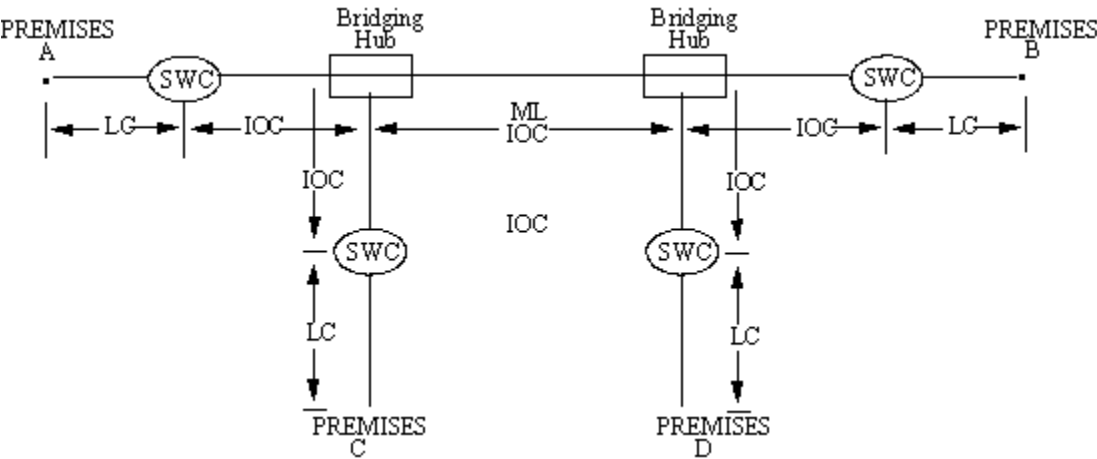 PREMISES
A
Bridging
Hub
Bridging
Hub
PREMISES
B
SWC
SWC
LC
IOC
ML
IOC
IOC
LC
IOC
IOC
IOC
SWC
SWC
LC
LC
PREMISES
C
PREMISES
D